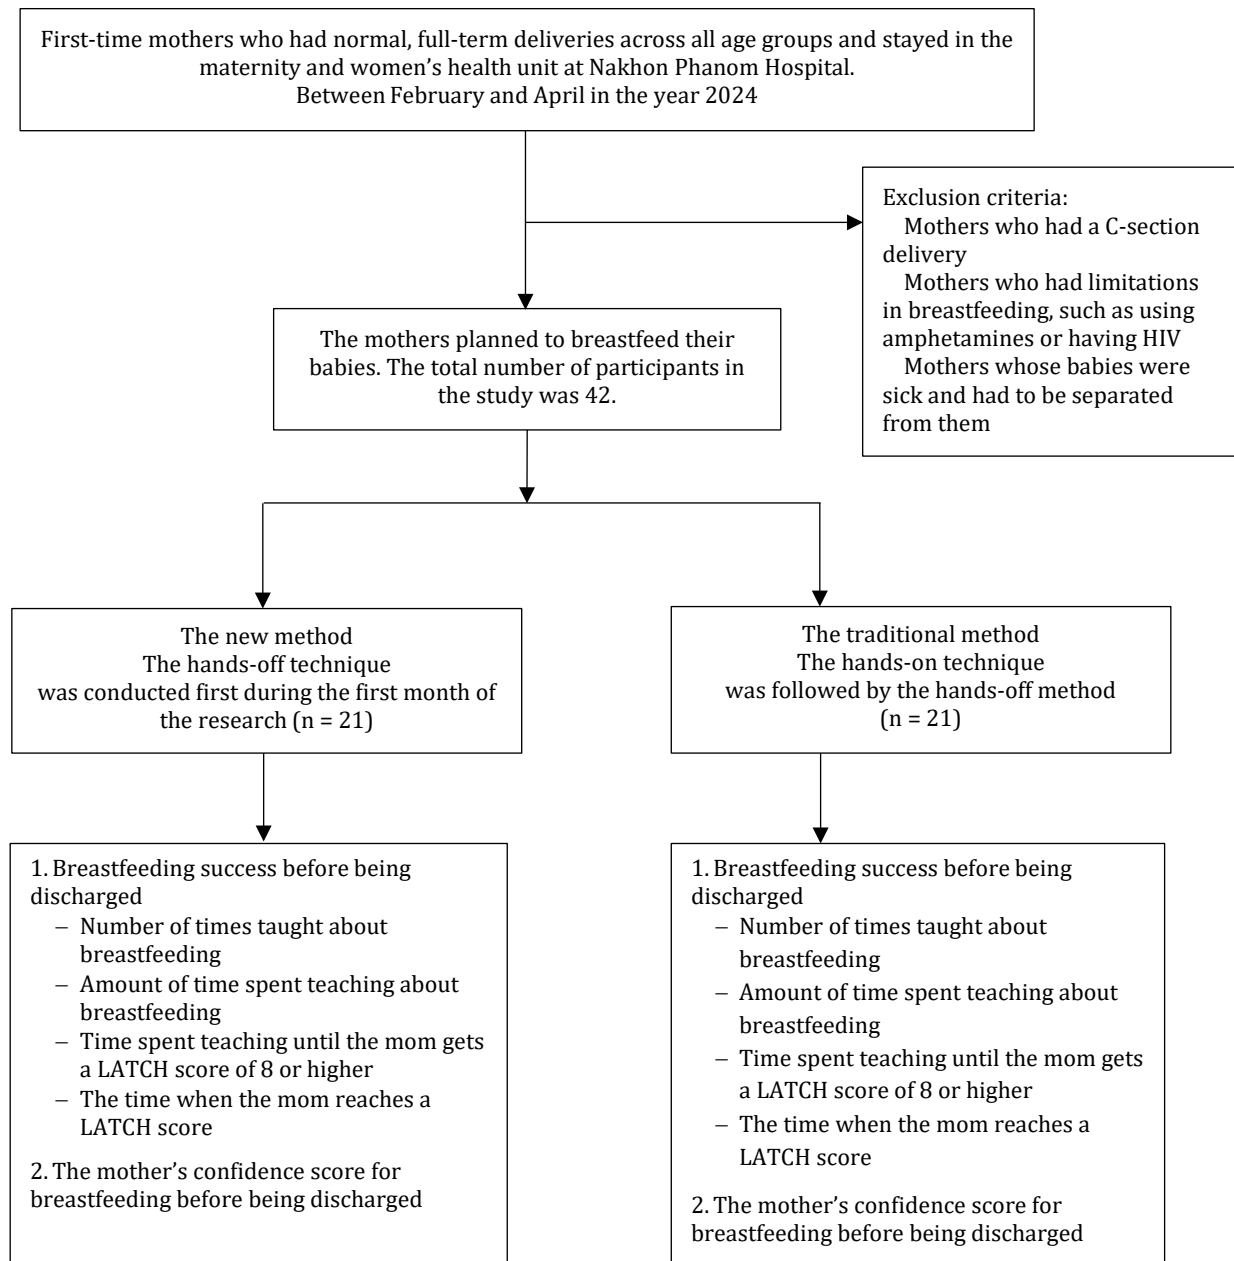 First-time mothers who had normal, full-term deliveries across all age groups and stayed in the
maternity and women's health unit at Nakhon Phanom Hospital.
Between February and April in the year 2024
Exclusion criteria:
Mothers who had a C-section
delivery
Mothers who had limitations
in breastfeeding, such as using
amphetamines or having HIV
Mothers whose babies were
sick and had to be separated
from them
The mothers planned to breastfeed their
babies. The total number of participants in
the study was 42.
The new method
The hands-off technique
was conducted first during the first month of
the research (n = 21)
The traditional method
The hands-on technique
was followed by the hands-off method
(n = 21)
1. Breastfeeding success before being
discharged
– Number of times taught about
breastfeeding
– Amount of time spent teaching about
breastfeeding
– Time spent teaching until the mom gets
a LATCH score of 8 or higher
– The time when the mom reaches a
LATCH score
2. The mother's confidence score for
breastfeeding before being discharged
1. Breastfeeding success before being
discharged
– Number of times taught about
breastfeeding
– Amount of time spent teaching about
breastfeeding
– Time spent teaching until the mom gets
a LATCH score of 8 or higher
– The time when the mom reaches a
LATCH score
2. The mother's confidence score for
breastfeeding before being discharged